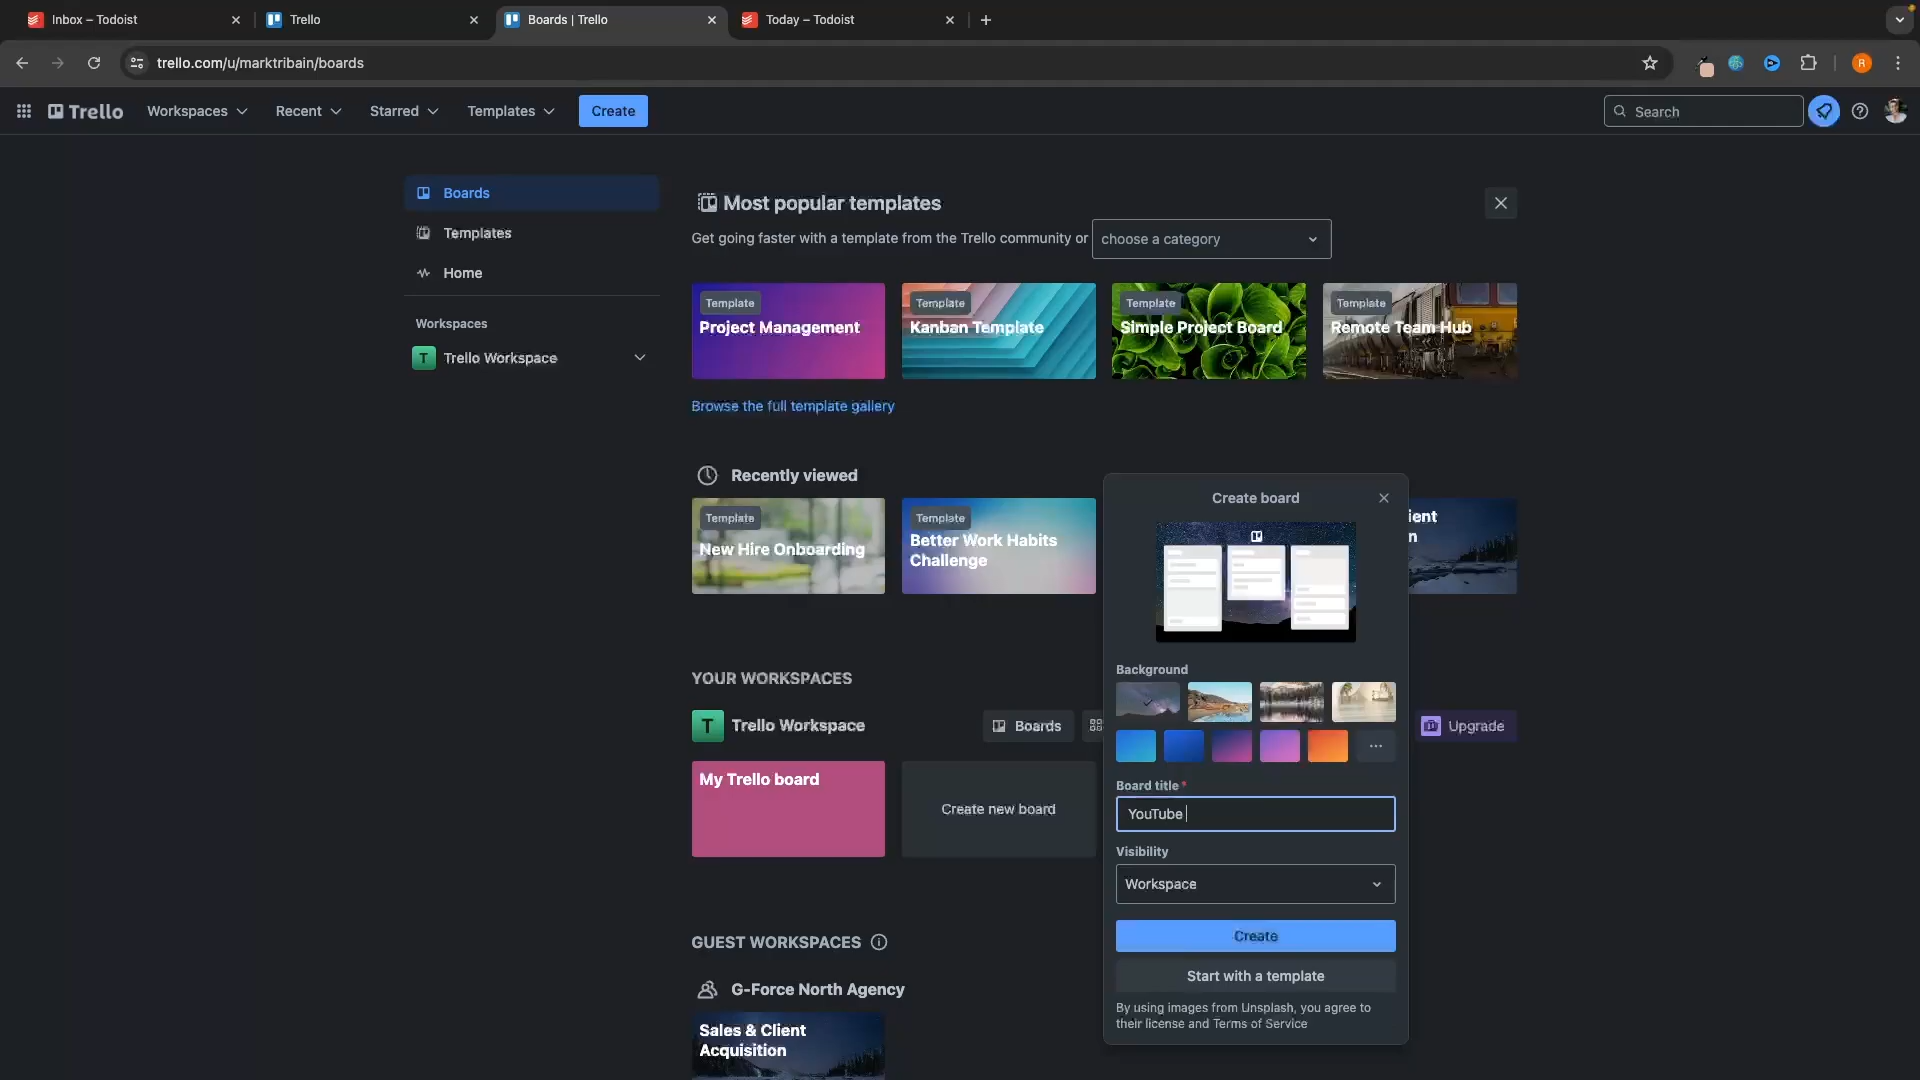 Inbox – Todoist
Trello
Boards | Trello
Today – Todoist
trello.com/u/marktribain/boards
R
Trello
Workspaces
Recent
Starred
Templates
Create
Search
Boards
Templates
Home
Workspaces
T
Trello Workspace
Most popular templates
Get going faster with a template from the Trello community or
choose a category
Template
Project Management
Template
Kanban Template
Template
Simple Project Board
Template
Remote Team Hub
Browse the full template gallery
Recently viewed
Template
New Hire Onboarding
Template
Better Work Habits
Challenge
YOUR WORKSPACES
T
Trello Workspace
Boards
Upgrade
My Trello board
Create new board
GUEST WORKSPACES
G-Force North Agency
Sales & Client
Acquisition
Create board
Background
Board title *
YouTube
Visibility
Workspace
Create
Start with a template
By using images from Unsplash, you agree to
their license and Terms of Service